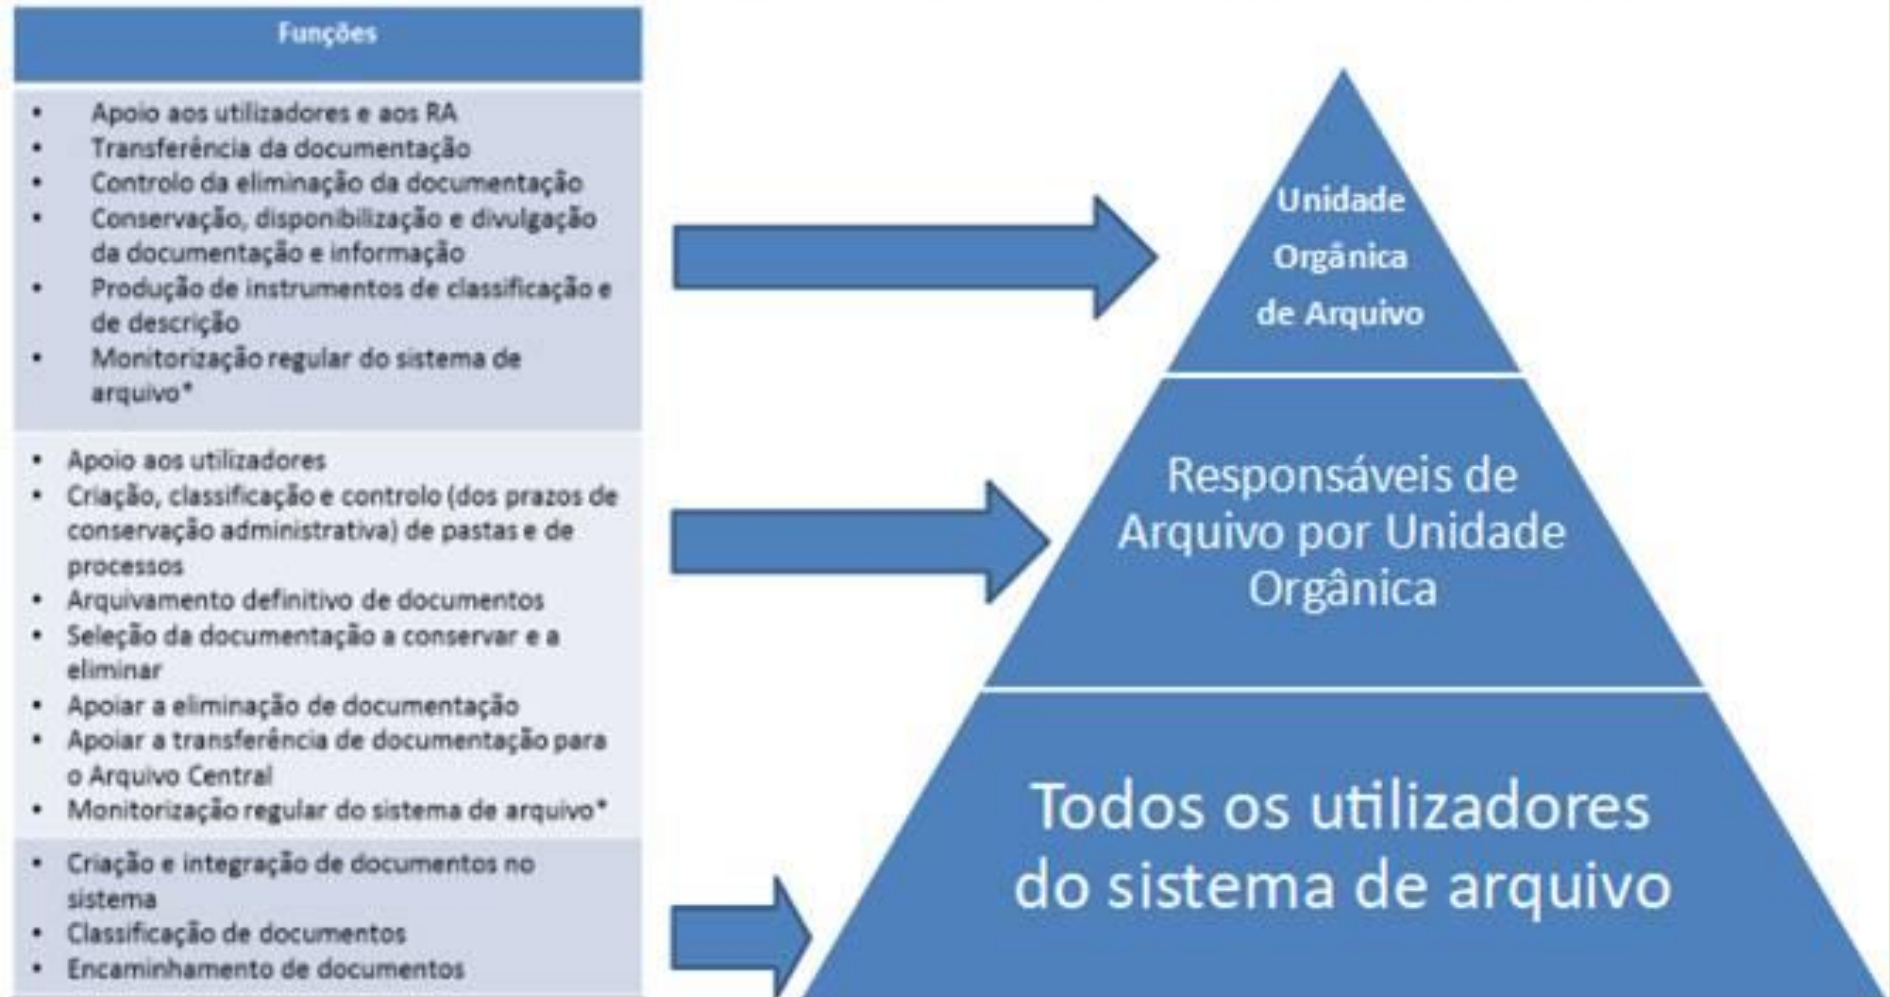 Funções
• Apoio aos utilizadores e aos RA
• Transferência da documentação
• Controlo da eliminação da documentação
• Conservação, disponibilização e divulgação
da documentação e informação
• Produção de instrumentos de classificação e
de descrição
• Monitorização regular do sistema de
arquivo*
• Apoio aos utilizadores
• Criação, classificação e controlo (dos prazos de
conservação administrativa) de pastas e de
processos
• Arquivamento definitivo de documentos
• Seleção da documentação a conservar e a
eliminar
• Apoiar a eliminação de documentação
• Apoiar a transferência de documentação para
o Arquivo Central
• Monitorização regular do sistema de arquivo*
• Criação e integração de documentos no
sistema
• Classificação de documentos
• Encaminhamento de documentos
Unidade
Orgânica
de Arquivo
Responsáveis de
Arquivo por Unidade
Orgânica
Todos os utilizadores
do sistema de arquivo